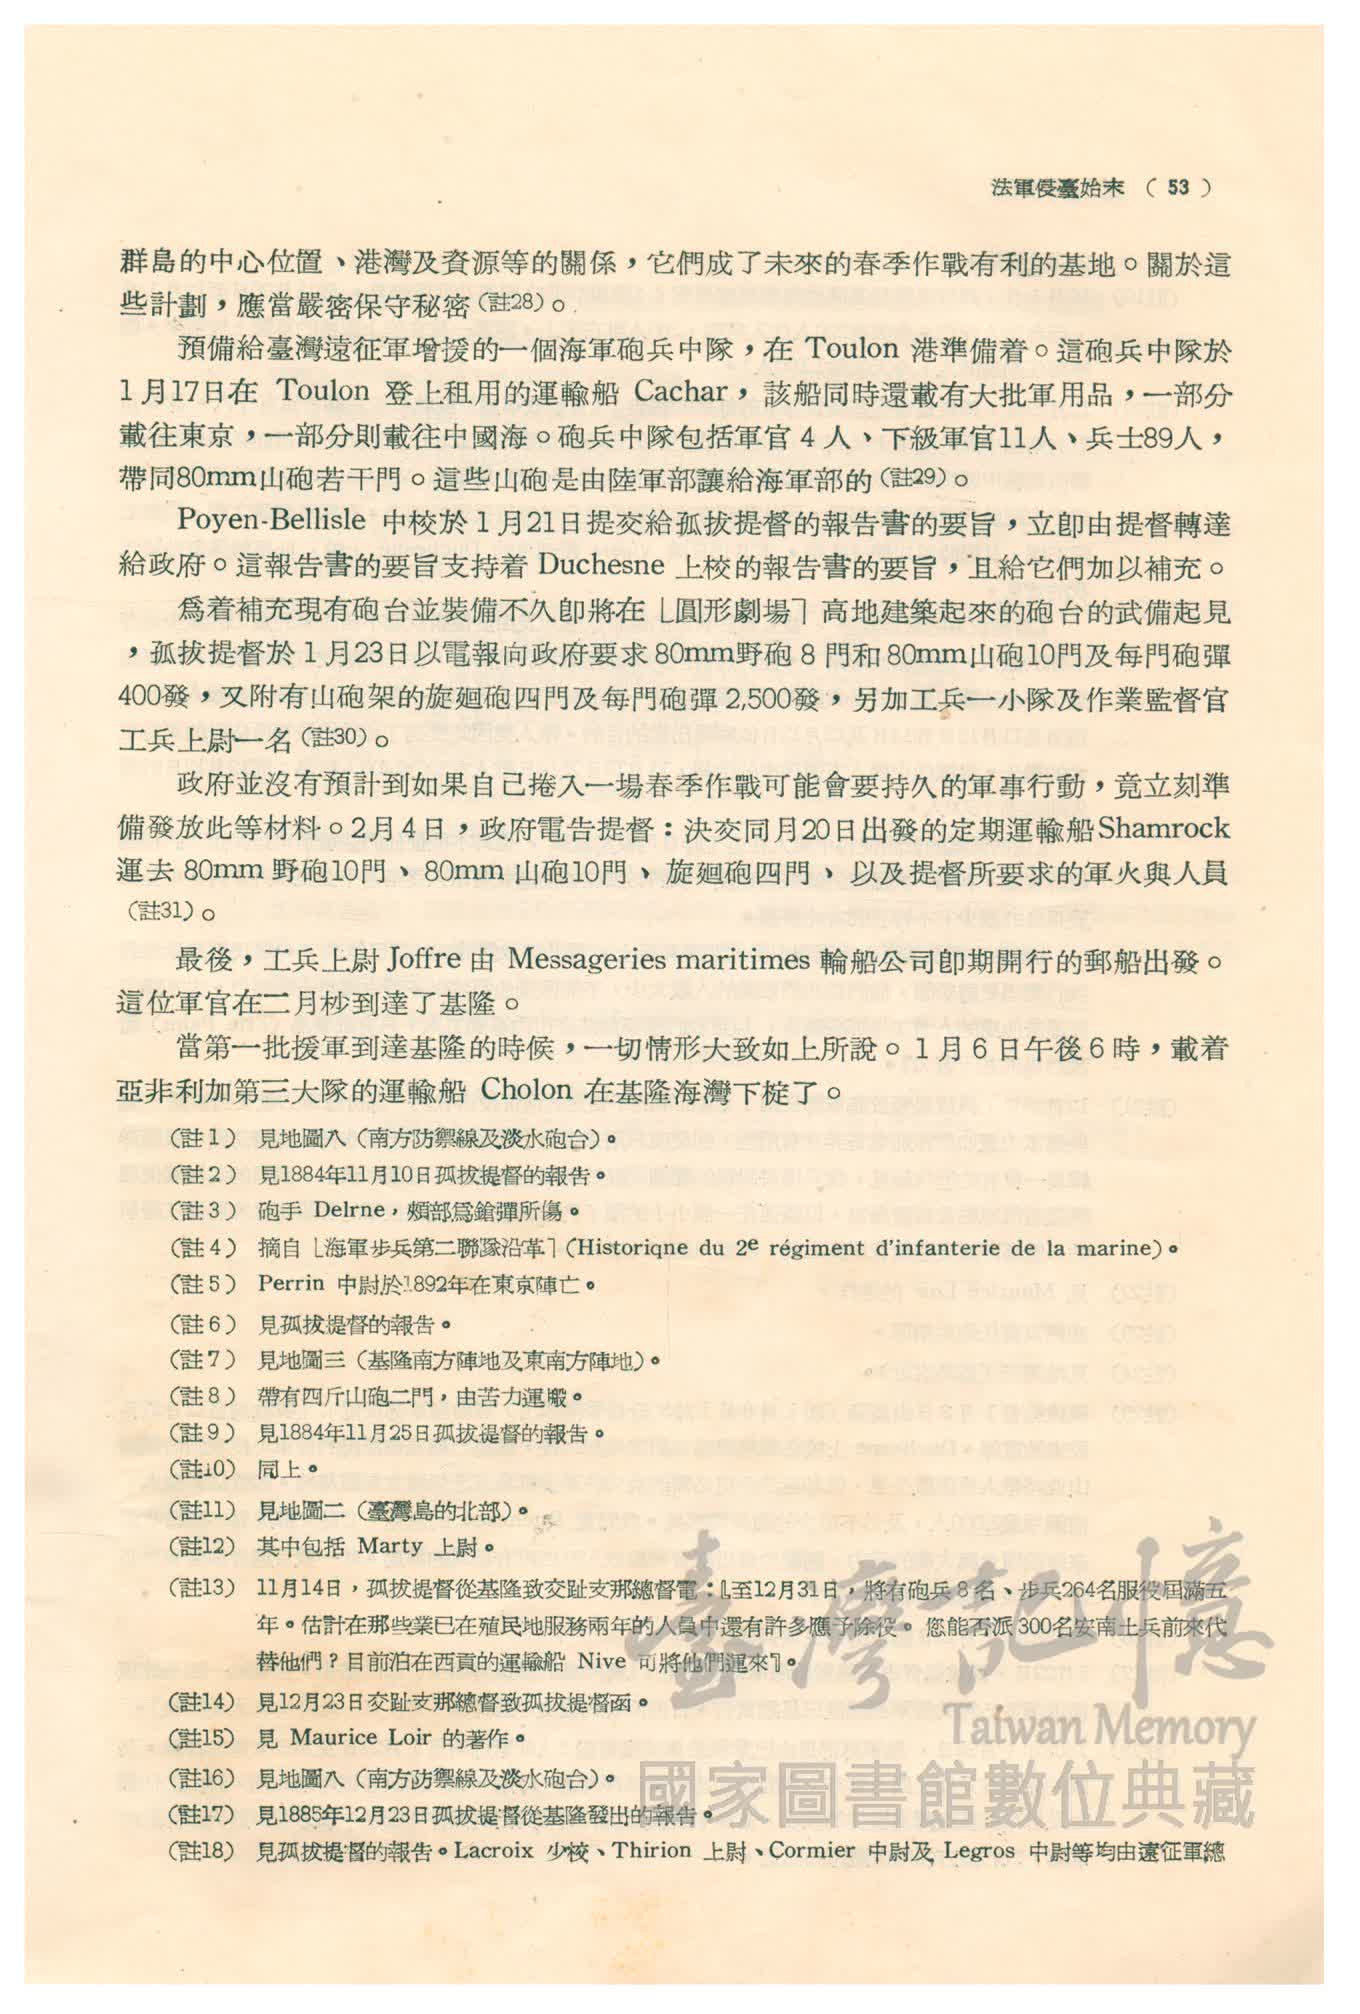 法軍侵臺始末 ( 53 )
群島的中心位置、港灣及資源等的關係，它們成了未來的春季作戰有利的基地。關於這
些計劃，應當嚴密保守秘密(註28)。
預備給臺灣遠征軍增援的一個海軍砲兵中隊，在 Toulon 港準備着。這砲兵中隊於
1月17日在 Toulon 登上租用的運輸船 Cachar，該船同時還載有大批軍用品，一部分
載往東京，一部分則載往中國海。砲兵中隊包括軍官 4 人、下級軍官11人、兵士89人，
帶同80mm山砲若干門。這些山砲是由陸軍部讓給海軍部的(註29)。
Poyen-Bellisle 中校於1月21日提交給孤拔提督的報告書的要旨，立卽由提督轉達
給政府。這報告書的要旨支持着 Duchesne 上校的報告書的要旨，且給它們加以補充。
爲着補充現有砲台並裝備不久卽將在⌊圓形劇場⌉高地建築起來的砲台的武備起見
，孤拔提督於1月23日以電報向政府要求80mm野砲 8 門和80mm山砲10門及每門砲彈
400發，又附有山砲架的旋廻砲四門及每門砲彈2,500發，另加工兵一小隊及作業監督官
工兵上尉一名(註30)。
政府並沒有預計到如果自己捲入一場春季作戰可能會要持久的軍事行動，竟立刻準
備發放此等材料。2月4日，政府電告提督：決交同月20日出發的定期運輸船Shamrock
運去 80mm 野砲10門、80mm 山砲10門、旋廻砲四門、以及提督所要求的軍火與人員
(註31)。
最後，工兵上尉 Joffre 由 Messageries maritimes 輪船公司卽期開行的郵船出發。
這位軍官在二月杪到達了基隆。
當第一批援軍到達基隆的時候，一切情形大致如上所說。1月6日午後6時，載着
亞非利加第三大隊的運輸船 Cholon 在基隆海灣下椗了。
(註1) 見地圖八(南方防禦線及淡水砲台)。
(註2) 見1884年11月10日孤拔提督的報告。
(註3) 砲手 Delrne，頰部爲鎗彈所傷。
(註4) 摘自⌊海軍步兵第二聯隊沿革⌉(Historiqne du 2e régiment d'infanterie de la marine)。
(註5) Perrin 中尉於1892年在東京陣亡。
(註6) 見孤拔提督的報告。
(註7) 見地圖三(基隆南方陣地及東南方陣地)。
(註8) 帶有四斤山砲二門，由苦力運搬。
(註9) 見1884年11月25日孤拔提督的報告。
(註10) 同上。
(註11) 見地圖二(臺灣島的北部)。
(註12) 其中包括 Marty 上尉。
(註13) 11月14日，孤拔提督從基隆致交趾支那總督電：⌊至12月31日，將有砲兵8名、步兵264名服役屆滿五
年。估計在那些業已在殖民地服務兩年的人員中還有許多應予除役。您能否派300名安南土兵前來代
替他們？目前泊在西貢的運輸船 Nive 可將他們運來⌉。
(註14) 見12月23日交趾支那總督致孤拔提督函。
(註15) 見 Maurice Loir 的著作。
(註16) 見地圖八(南方防禦線及淡水砲台)。
(註17) 見1885年12月23日孤拔提督從基隆發出的報告。
(註18) 見孤拔提督的報告。Lacroix 少校、Thirion 上尉、Cormier 中尉及 Legros 中尉等均由遠征軍總
臺灣記憶
Taiwan Memory
國家圖書館數位典藏